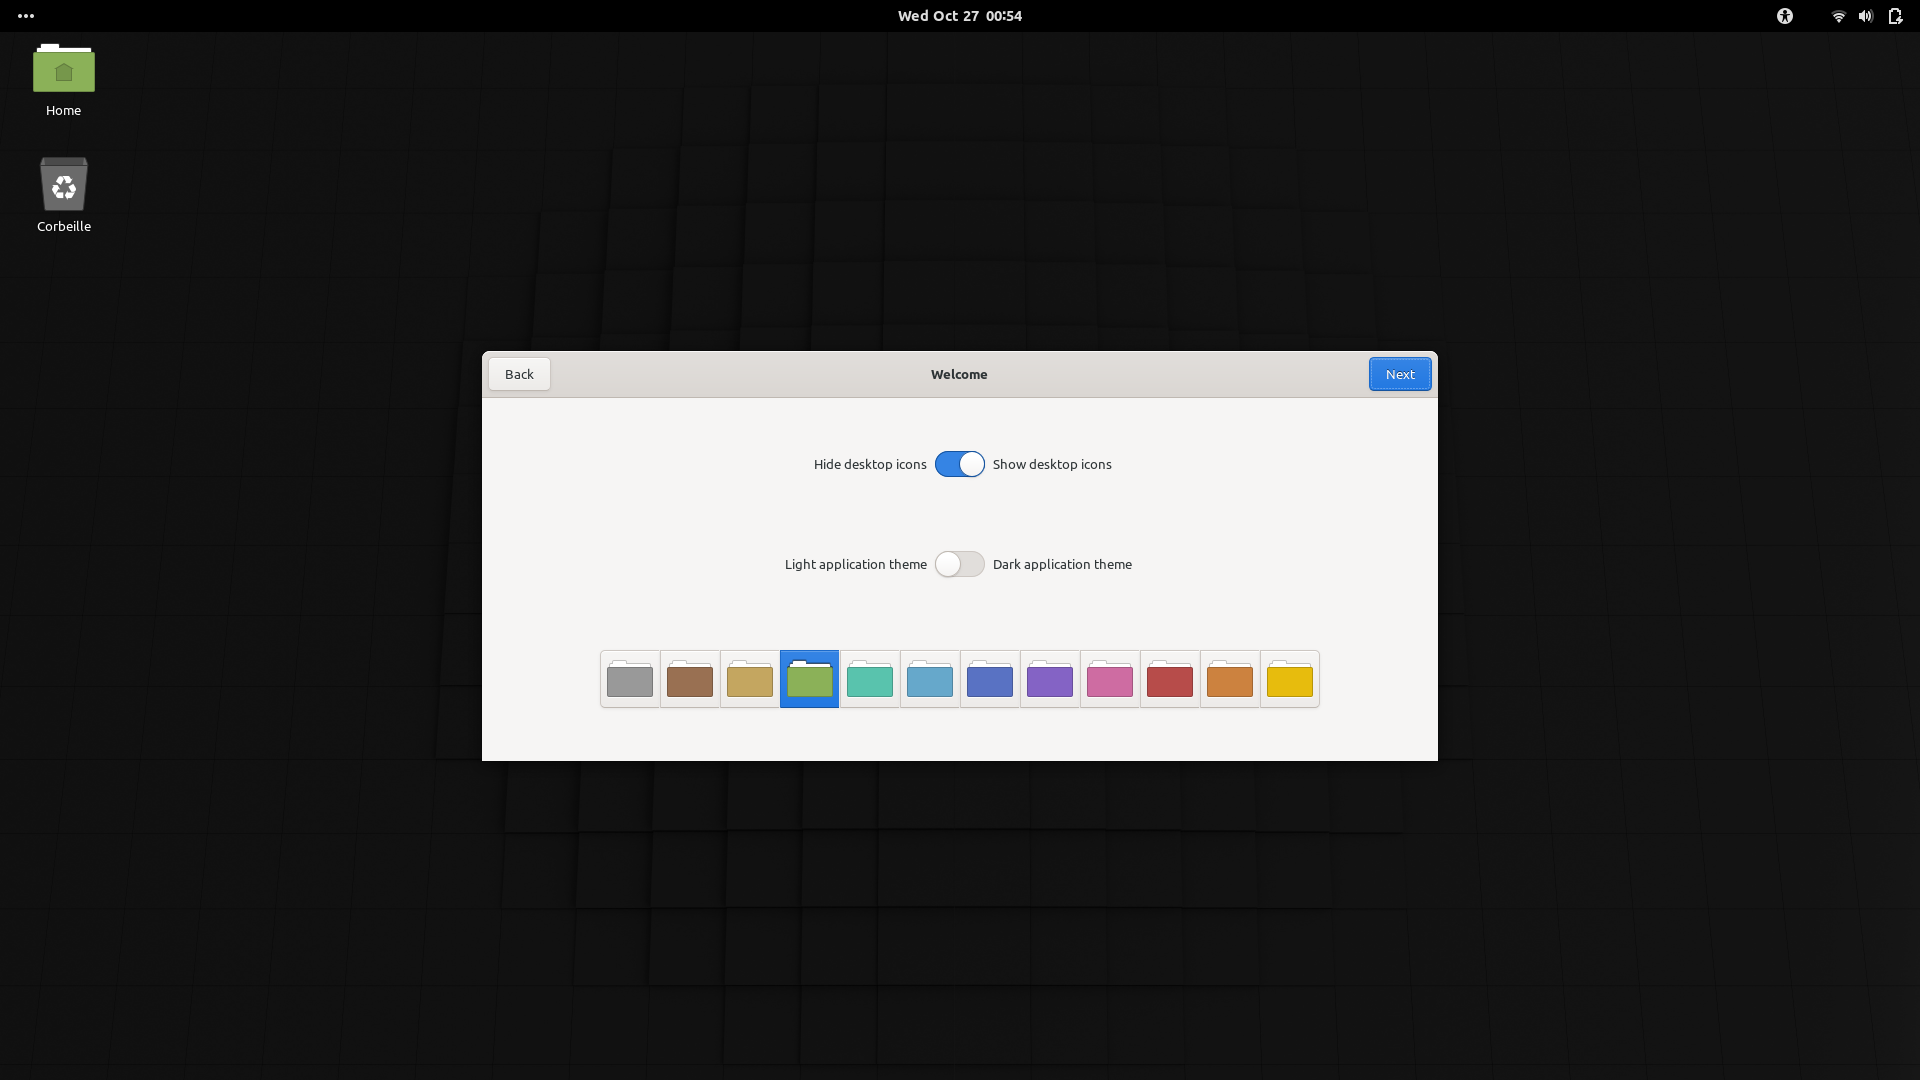 Wed Oct 27 00:54
Home
Corbeille
Back
Welcome
Next
Hide desktop icons
Show desktop icons
Light application theme
Dark application theme